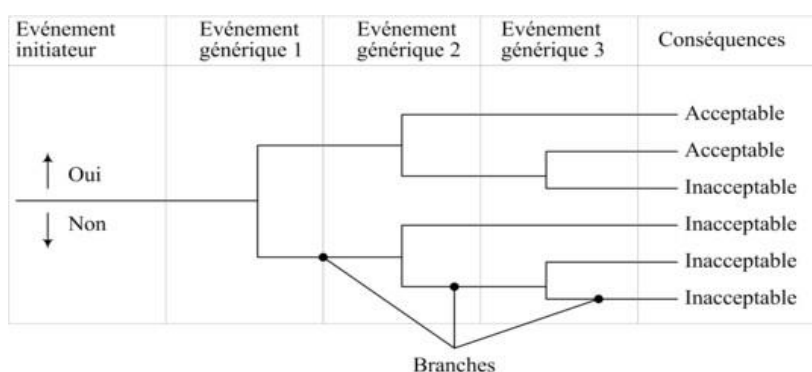 Evénement
initiateur
Evénement
générique 1
Evénement
générique 2
Evénement
générique 3
Conséquences
Acceptable
Acceptable
Oui
Inacceptable
Non
Inacceptable
Inacceptable
Inacceptable
Branches